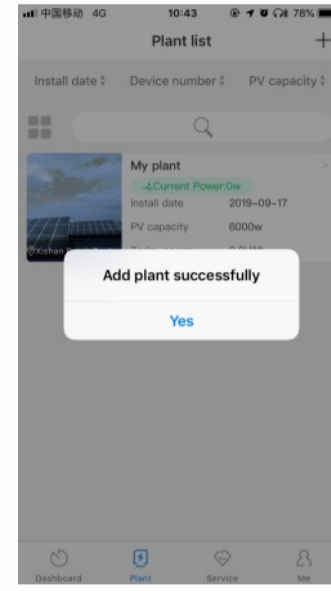 中国移动 4G 10:43 78%
Plant list +
Install date Device number PV capacity
My plant
Current Power:0w
Install date 2019-09-17
PV capacity 6000w
Add plant successfully
Yes
Dashboard Plant Service Me